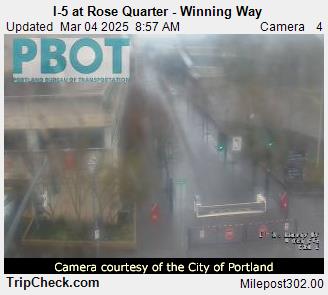 I-5 at Rose Quarter - Winning Way
Updated Mar 04 2025 8:57 AM Camera 4
PBOT
PORTLAND BUREAU OF TRANSPORTATION
Camera courtesy of the City of Portland
TripCheck.com Milepost302.00